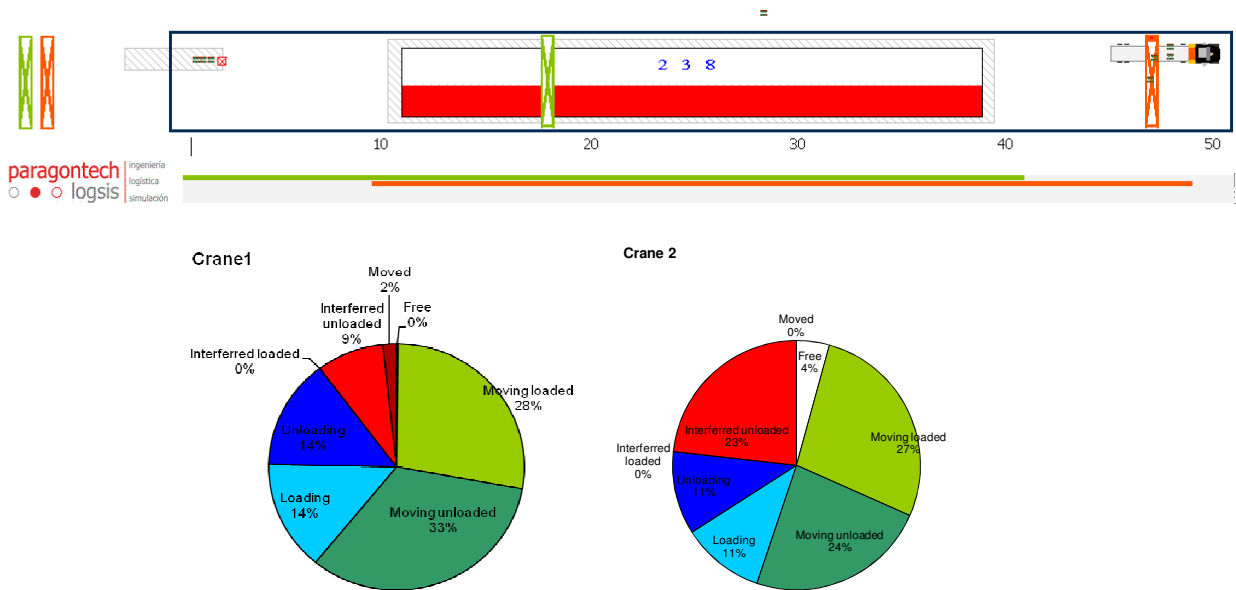 2 3 8
10
20
30
40
50
paragontech
logsis
ingeniería
logística
simulación
Crane1
Moved
2%
Free
0%
Interferred
unloaded
9%
Interferred loaded
0%
Moving loaded
28%
Unloading
14%
Loading
14%
Moving unloaded
33%
Crane 2
Moved
0%
Free
4%
Interferred unloaded
23%
Moving loaded
27%
Interferred
loaded
0%
Unloading
11%
Loading
11%
Moving unloaded
24%